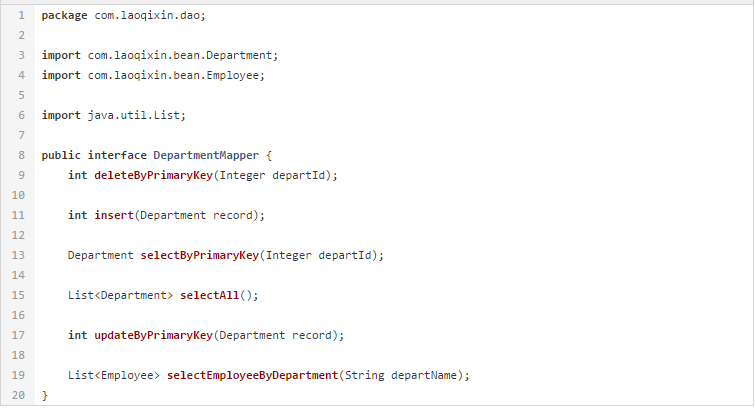 1 package com.laoqixin.dao;
2
3 import com.laoqixin.bean.Department;
4 import com.laoqixin.bean.Employee;
5
6 import java.util.List;
7
8 public interface DepartmentMapper {
9     int deleteByPrimaryKey(Integer departId);
10
11     int insert(Department record);
12
13     Department selectByPrimaryKey(Integer departId);
14
15     List<Department> selectAll();
16
17     int updateByPrimaryKey(Department record);
18
19     List<Employee> selectEmployeeByDepartment(String departName);
20 }